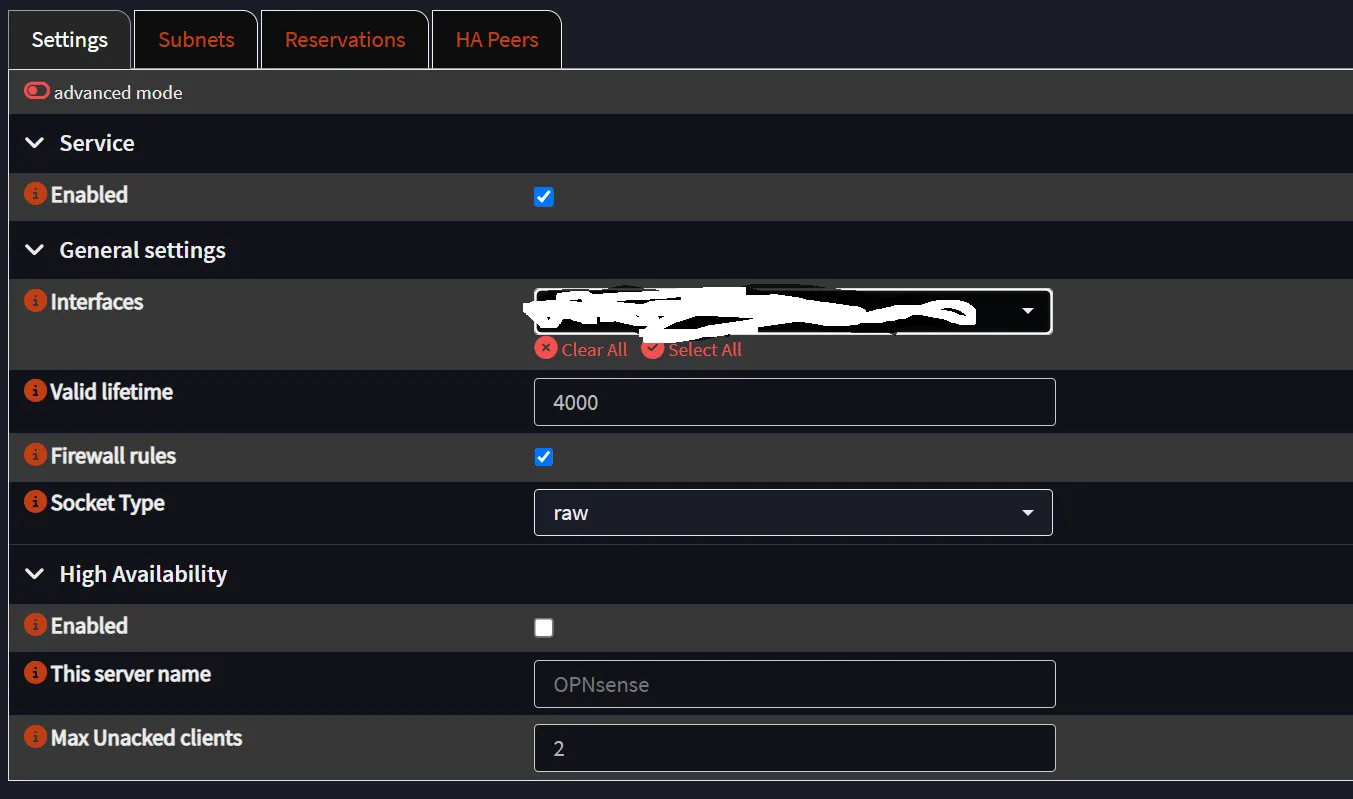 Settings
Subnets
Reservations
HA Peers
advanced mode
Service
Enabled
General settings
Interfaces
Clear All
Select All
Valid lifetime
4000
Firewall rules
Socket Type
raw
High Availability
Enabled
This server name
OPNsense
Max Unacked clients
2